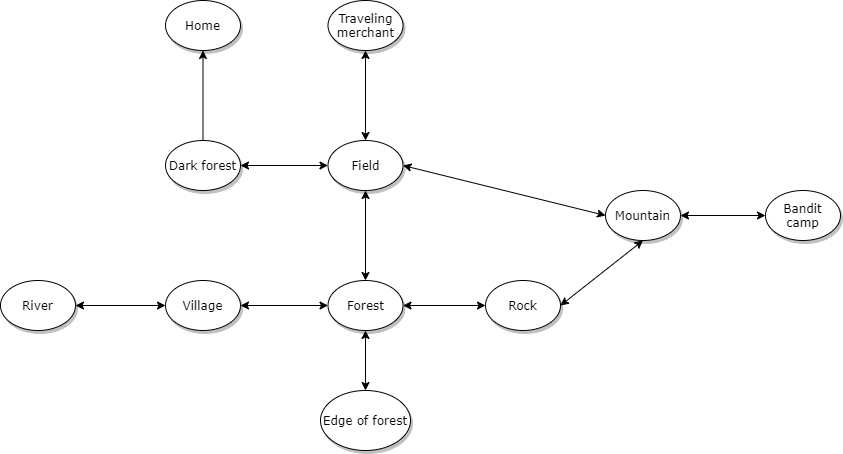 Home
Traveling
merchant
Dark forest
Field
Mountain
Bandit
camp
River
Village
Forest
Rock
Edge of forest